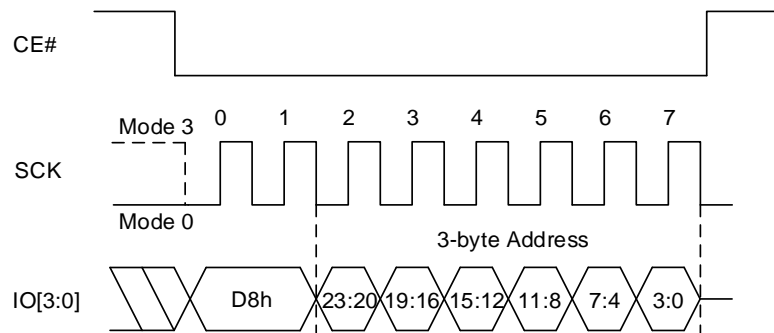 CE#
Mode 3 0 1 2 3 4 5 6 7
SCK
Mode 0
3-byte Address
IO[3:0] D8h 23:20 19:16 15:12 11:8 7:4 3:0